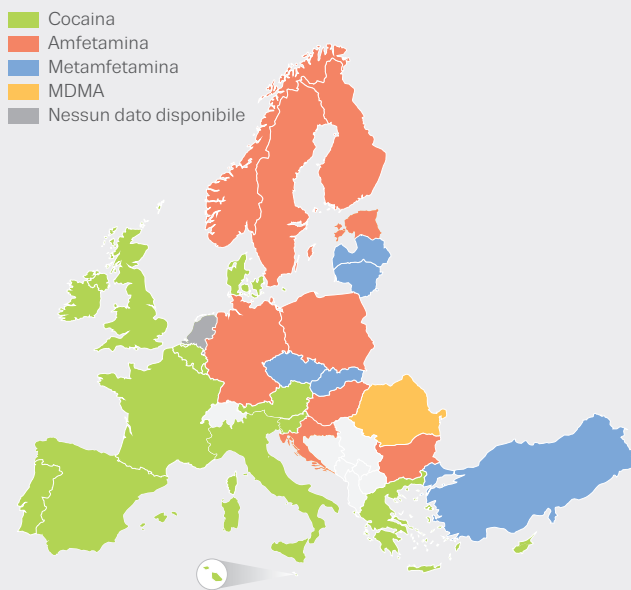 Cocaina
Amfetamina
Metamfetamina
MDMA
Nessun dato disponibile